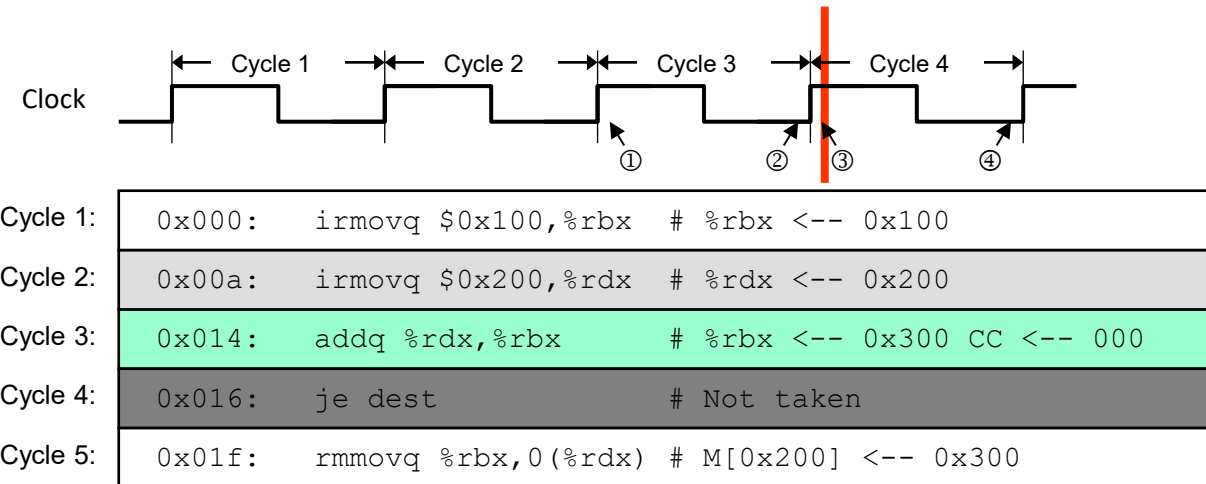 Cycle 1 Cycle 2 Cycle 3 Cycle 4
Clock
① ② ③ ④
Cycle 1: 0x000: irmovq $0x100,%rbx # %rbx <-- 0x100
Cycle 2: 0x00a: irmovq $0x200,%rdx # %rdx <-- 0x200
Cycle 3: 0x014: addq %rdx,%rbx # %rbx <-- 0x300 CC <-- 000
Cycle 4: 0x016: je dest # Not taken
Cycle 5: 0x01f: rmmovq %rbx,0(%rdx) # M[0x200] <-- 0x300